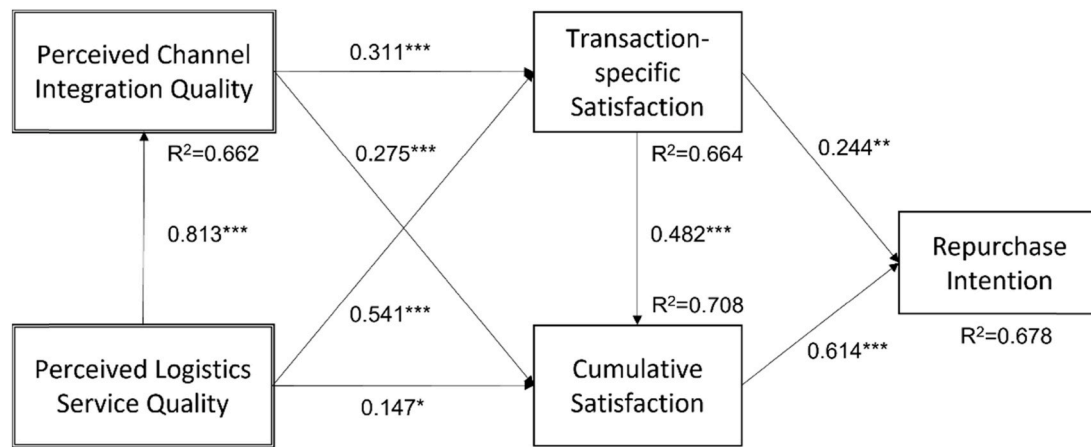 Perceived Channel
Integration Quality
R²=0.662
0.311***
0.275***
Transaction-
specific
Satisfaction
R²=0.664
0.244**
0.813***
0.482***
Repurchase
Intention
R²=0.678
0.541***
R²=0.708
Perceived Logistics
Service Quality
0.147*
Cumulative
Satisfaction
0.614***